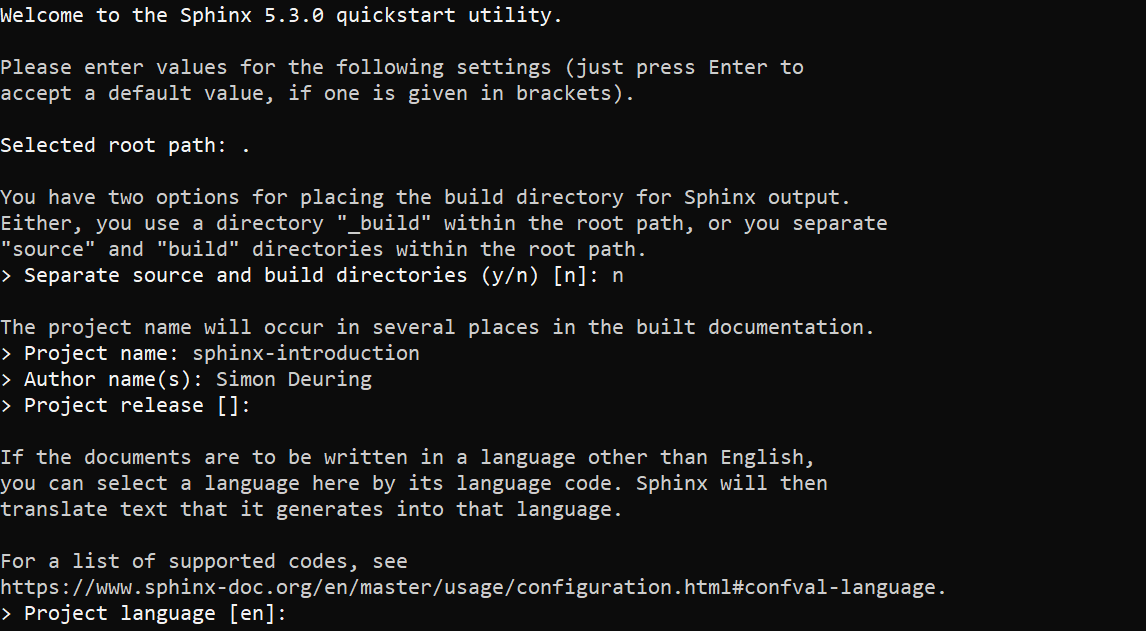 Welcome to the Sphinx 5.3.0 quickstart utility.
Please enter values for the following settings (just press Enter to
accept a default value, if one is given in brackets).
Selected root path: .
You have two options for placing the build directory for Sphinx output.
Either, you use a directory "_build" within the root path, or you separate
"source" and "build" directories within the root path.
> Separate source and build directories (y/n) [n]: n
The project name will occur in several places in the built documentation.
> Project name: sphinx-introduction
> Author name(s): Simon Deuring
> Project release []:
If the documents are to be written in a language other than English,
you can select a language here by its language code. Sphinx will then
translate text that it generates into that language.
For a list of supported codes, see
https://www.sphinx-doc.org/en/master/usage/configuration.html#confval-language.
> Project language [en]: